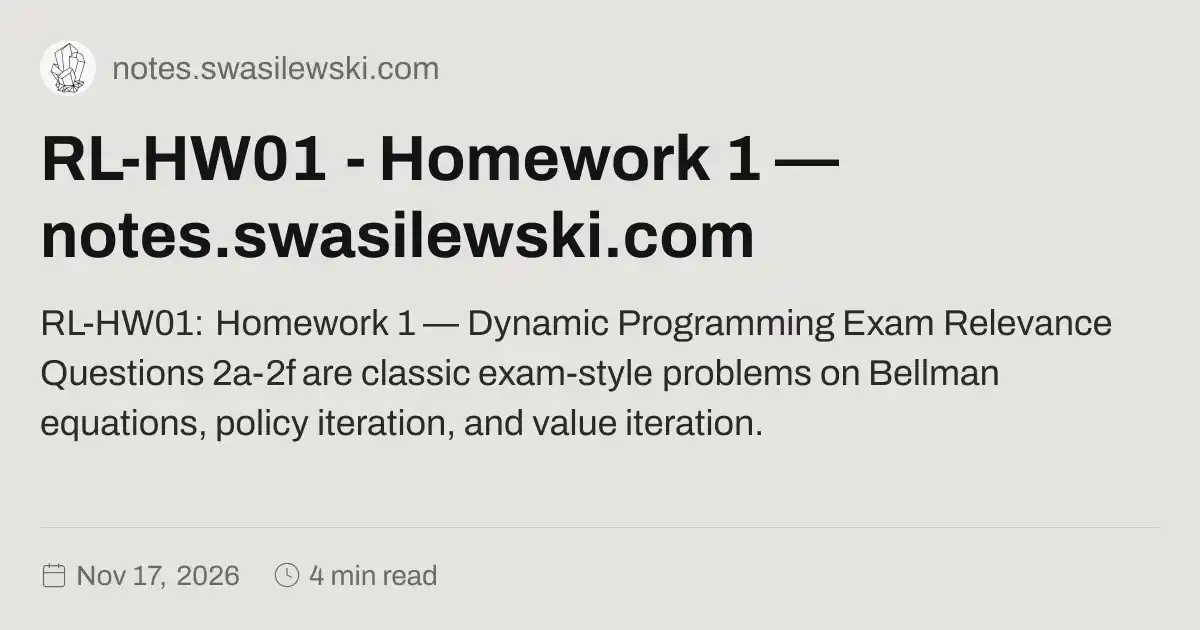 notes.swasilewski.com
RL-HW01 - Homework 1 —
notes.swasilewski.com
RL-HW01: Homework 1 — Dynamic Programming Exam Relevance
Questions 2a-2f are classic exam-style problems on Bellman
equations, policy iteration, and value iteration.
Nov 17, 2026 4 min read